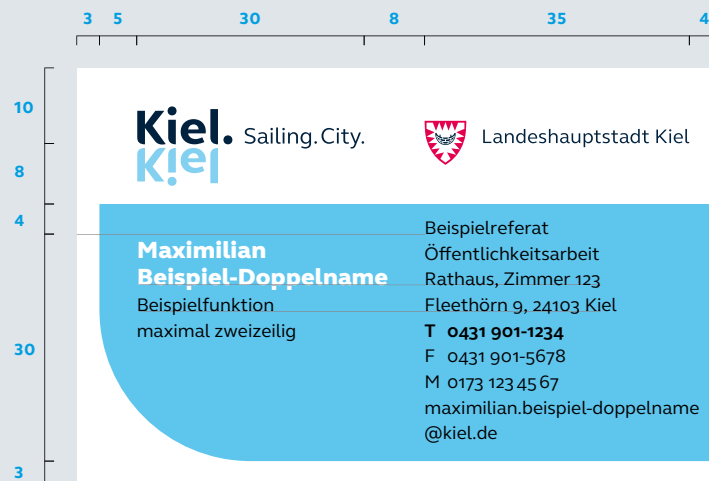 3 5 30 8 35 4
10
8
4
30
3
Kiel. Sailing.City.
Kiel
Landeshauptstadt Kiel
Maximilian
Beispiel-Doppelname
Beispielfunktion
maximal zweizeilig
Beispielreferat
Öffentlichkeitsarbeit
Rathaus, Zimmer 123
Fleethörn 9, 24103 Kiel
T 0431 901-1234
F 0431 901-5678
M 0173 123 45 67
maximilian.beispiel-doppelname
@kiel.de